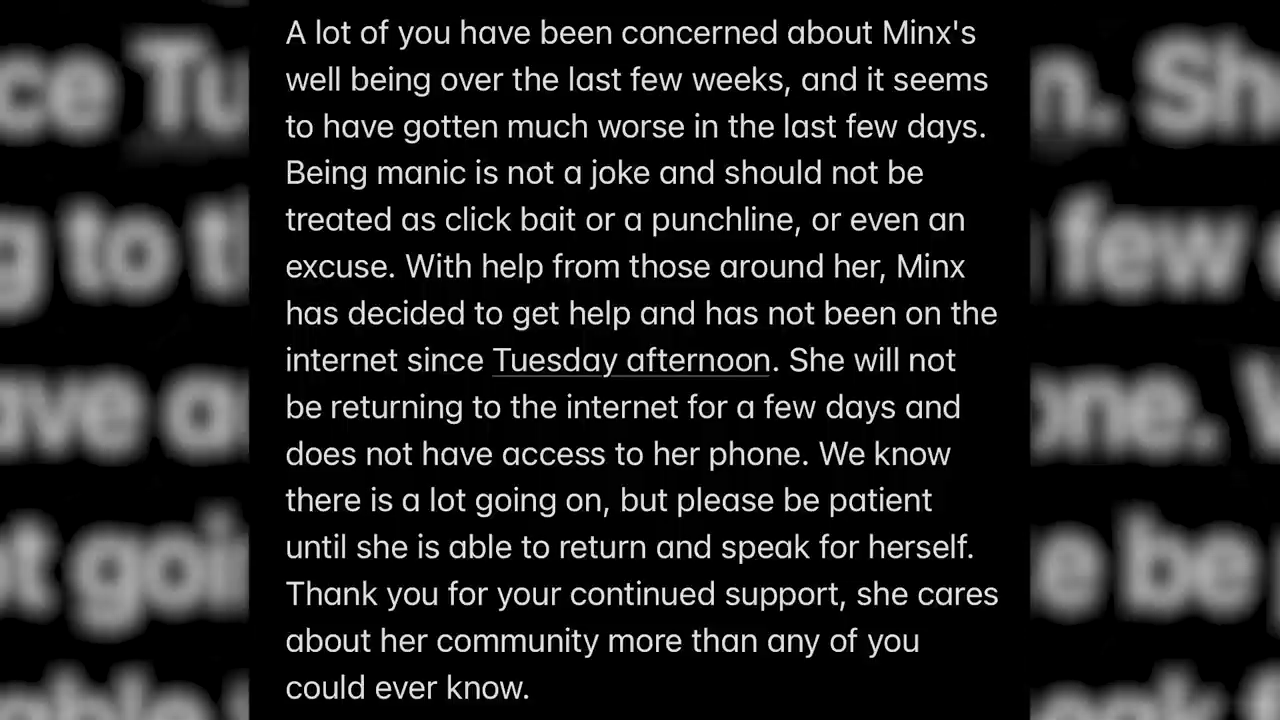 A lot of you have been concerned about Minx's
well being over the last few weeks, and it seems
to have gotten much worse in the last few days.
Being manic is not a joke and should not be
treated as click bait or a punchline, or even an
excuse. With help from those around her, Minx
has decided to get help and has not been on the
internet since Tuesday afternoon. She will not
be returning to the internet for a few days and
does not have access to her phone. We know
there is a lot going on, but please be patient
until she is able to return and speak for herself.
Thank you for your continued support, she cares
about her community more than any of you
could ever know.